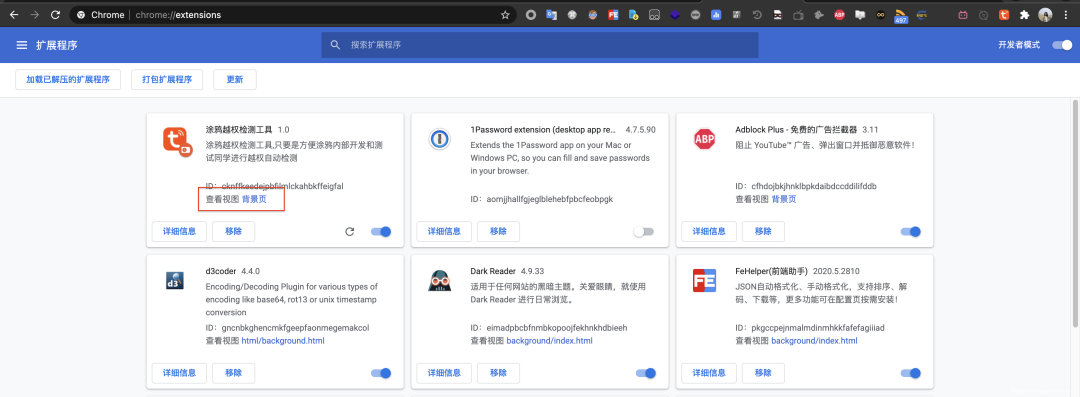 Chrome | chrome://extensions
497
扩展程序
搜索扩展程序
开发者模式
加载已解压的扩展程序
打包扩展程序
更新
涂鸦越权检测工具 1.0
涂鸦越权检测工具,只要是方便涂鸦内部开发和测
试同学进行越权自动检测
ID：cknffkeedejpbfilmlckahbkffeigfal
查看视图 背景页
详细信息
移除
1Password extension (desktop app re... 4.7.5.90
Extends the 1Password app on your Mac or
Windows PC, so you can fill and save passwords
in your browser.
ID：aomjjhallfgjeglblehebfpbcfeobpgk
详细信息
移除
ABP
Adblock Plus - 免费的广告拦截器 3.11
阻止 YouTube™ 广告、弹出窗口并抵御恶意软件!
ID：cfhdojbkjhnklbpkdaibdccddilifddb
查看视图 背景页
详细信息
移除
d3
d3coder 4.4.0
Encoding/Decoding Plugin for various types of
encoding like base64, rot13 or unix timestamp
conversion
ID：gncnbkghencmkfgeepfaonmegemakcol
查看视图 html/background.html
详细信息
移除
Dark Reader 4.9.33
适用于任何网站的黑暗主题。关爱眼睛，就使用
Dark Reader 进行日常浏览。
ID：eimadpbcbfnmbkopoojfekhnkhdbieeh
查看视图 background/index.html
详细信息
移除
FE
FeHelper(前端助手) 2020.5.2810
JSON自动格式化、手动格式化，支持排序、解
码、下载等，更多功能可在配置页按需安装!
ID：pkgccpejnmalmdinmhkkfafefagiiiad
查看视图 background/index.html
详细信息
移除